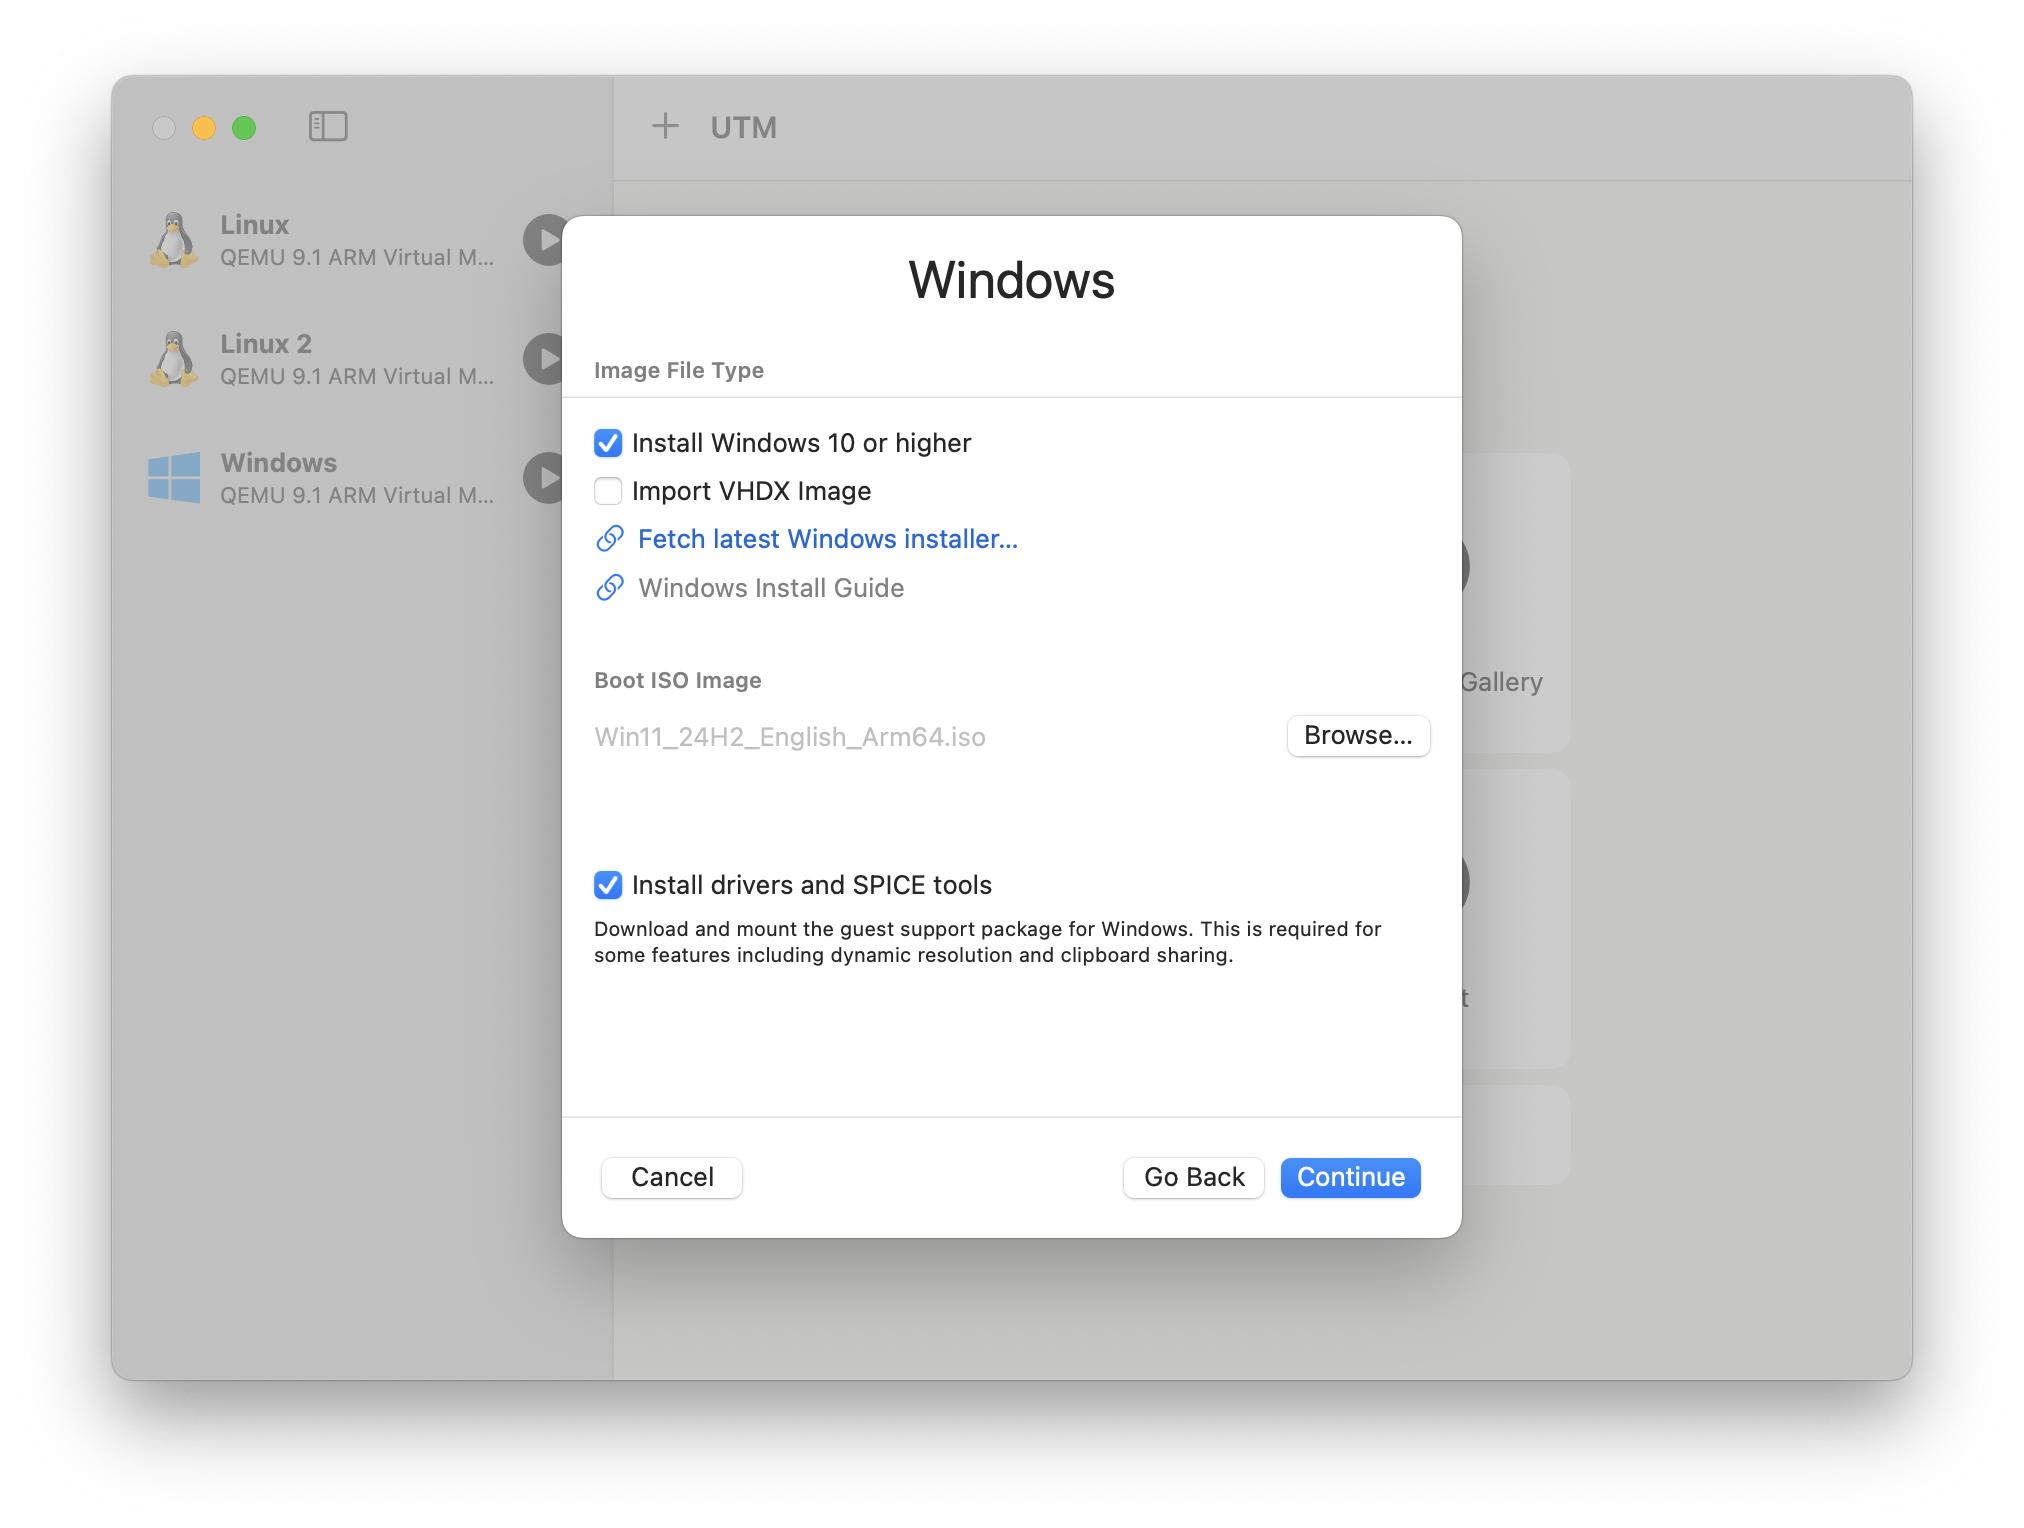 UTM
Linux
QEMU 9.1 ARM Virtual M...
Linux 2
QEMU 9.1 ARM Virtual M...
Windows
QEMU 9.1 ARM Virtual M...
Windows
Image File Type
Install Windows 10 or higher
Import VHDX Image
Fetch latest Windows installer...
Windows Install Guide
Boot ISO Image
Win11_24H2_English_Arm64.iso
Browse...
Install drivers and SPICE tools
Download and mount the guest support package for Windows. This is required for
some features including dynamic resolution and clipboard sharing.
Cancel
Go Back
Continue
Gallery
t